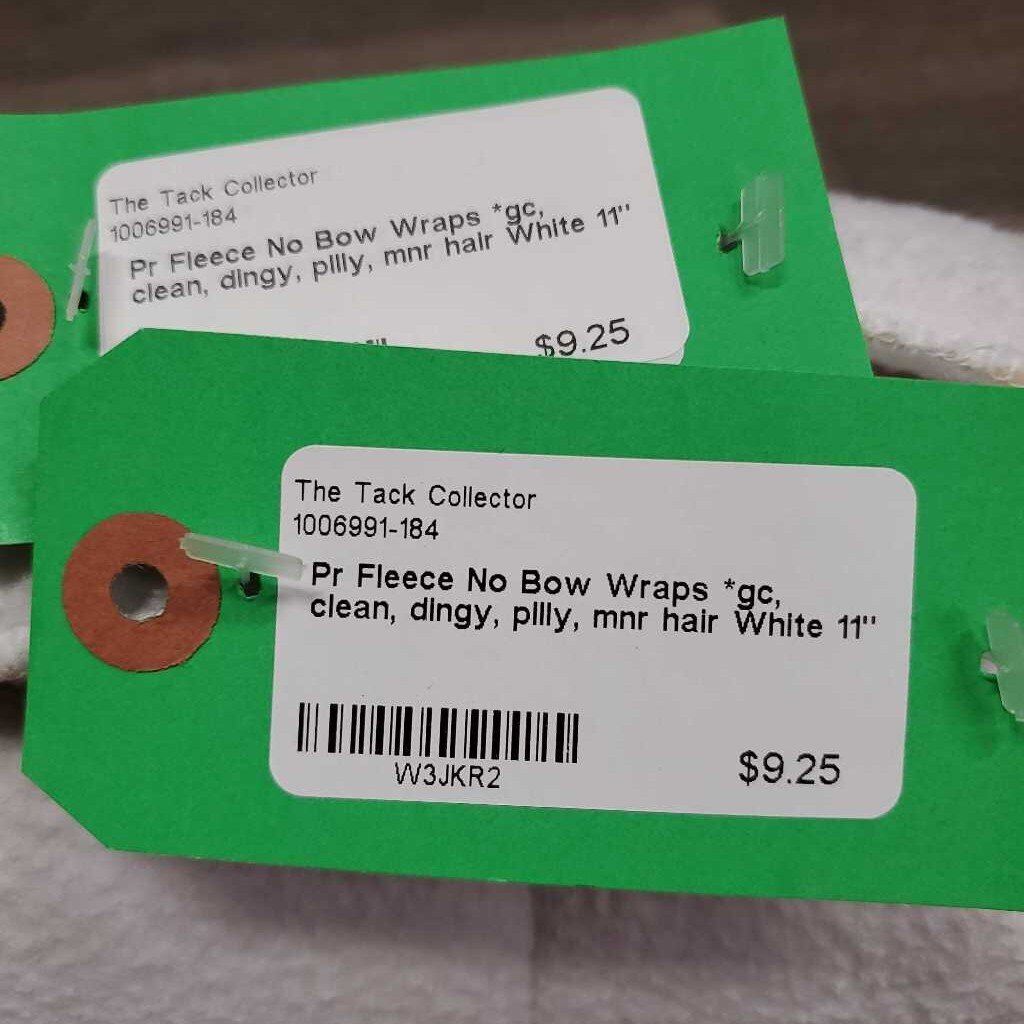 The Tack Collector
1006991-184
Pr Fleece No Bow Wraps *gc,
clean, dingy, pilly, mnr hair White 11"
$9.25
The Tack Collector
1006991-184
Pr Fleece No Bow Wraps *gc,
clean, dingy, pilly, mnr hair White 11"
W3JKR2
$9.25